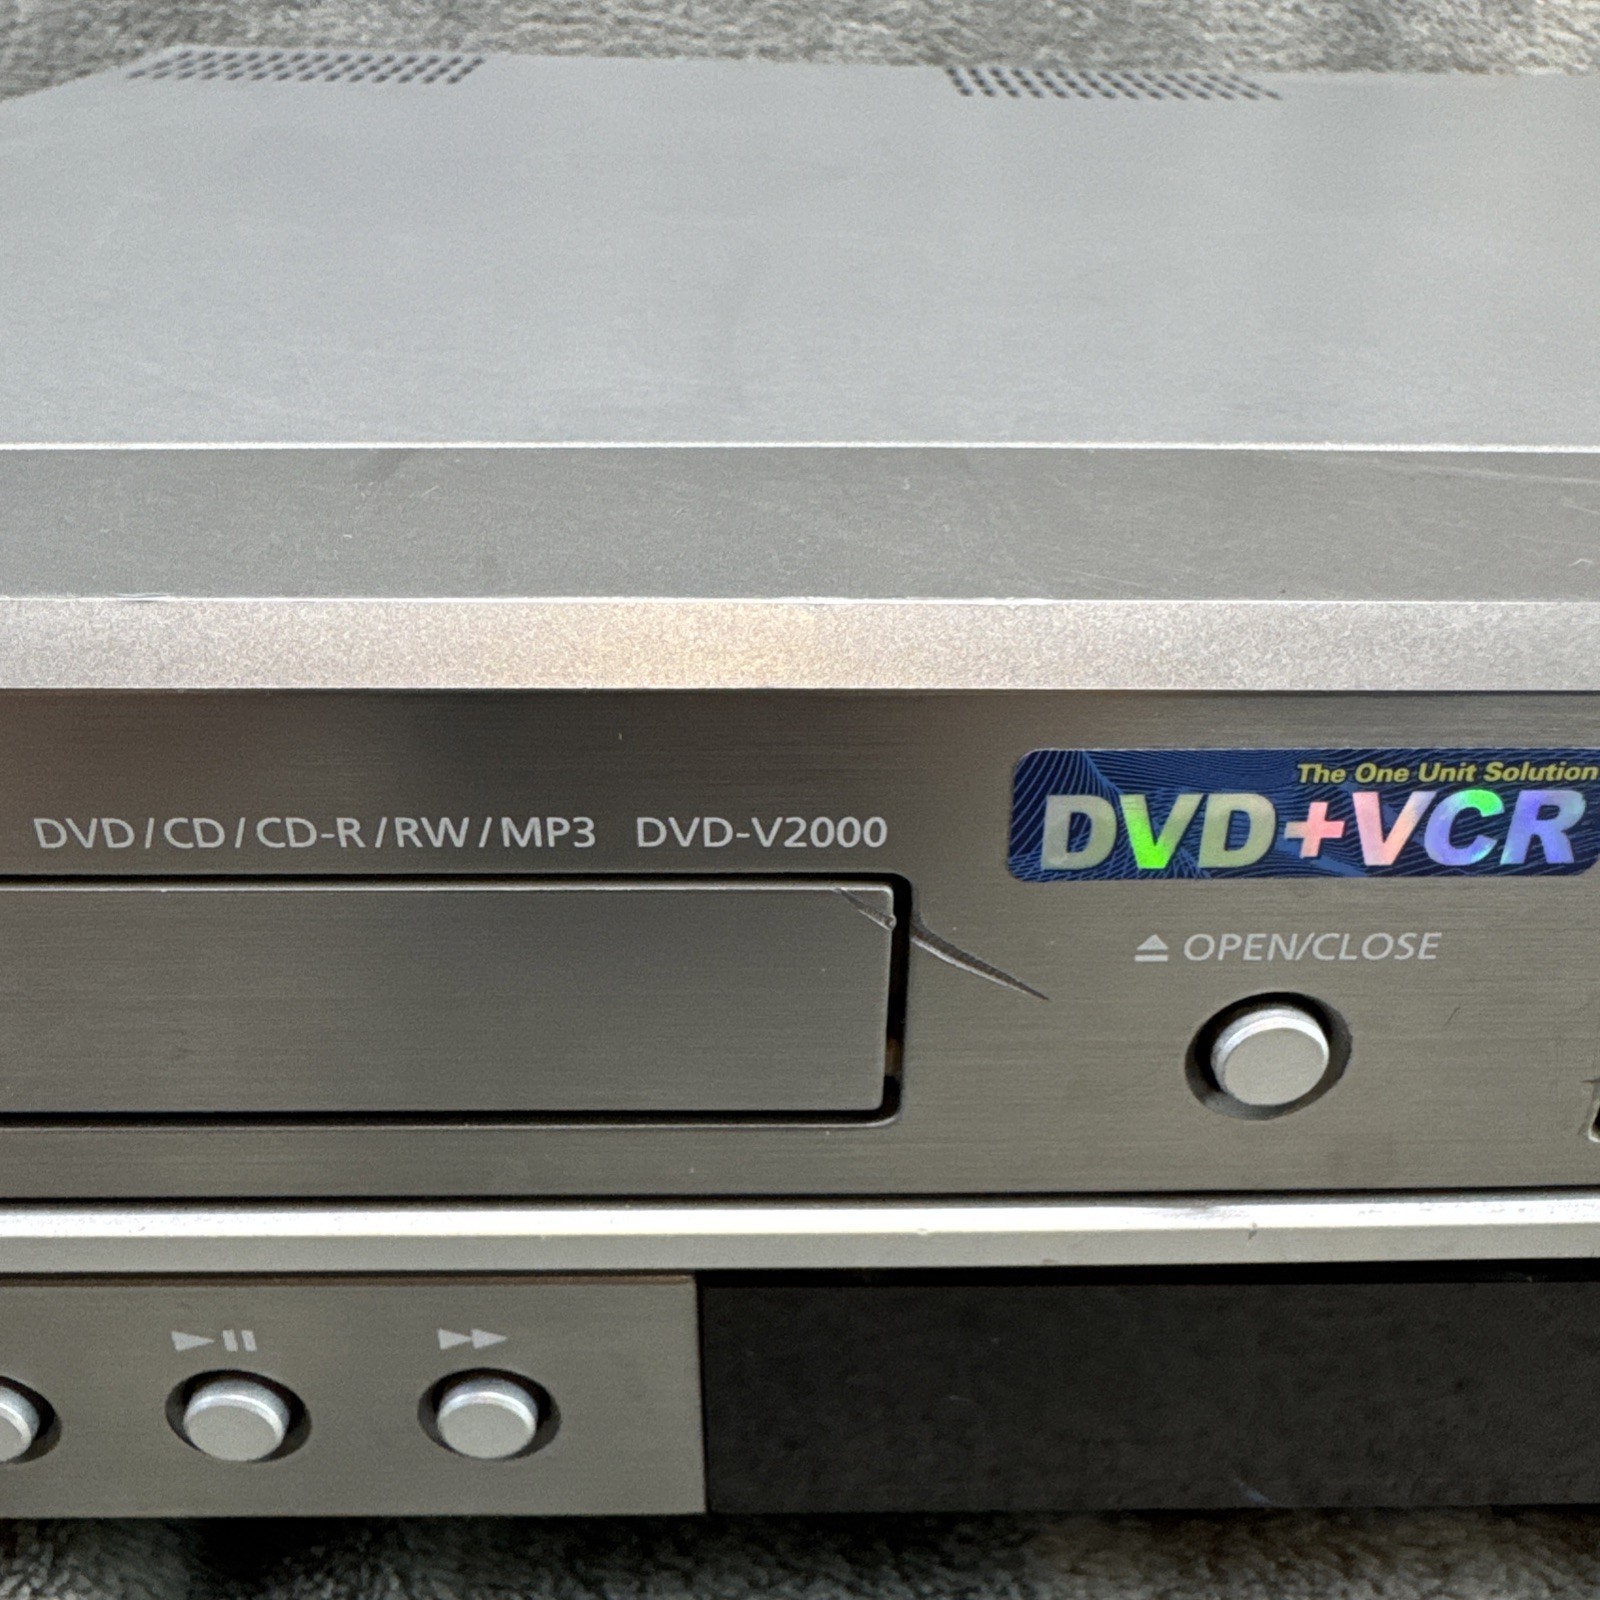 DVD/CD/CD-R/RW/MP3 DVD-V2000
The One Unit Solution
DVD+VCR
OPEN/CLOSE